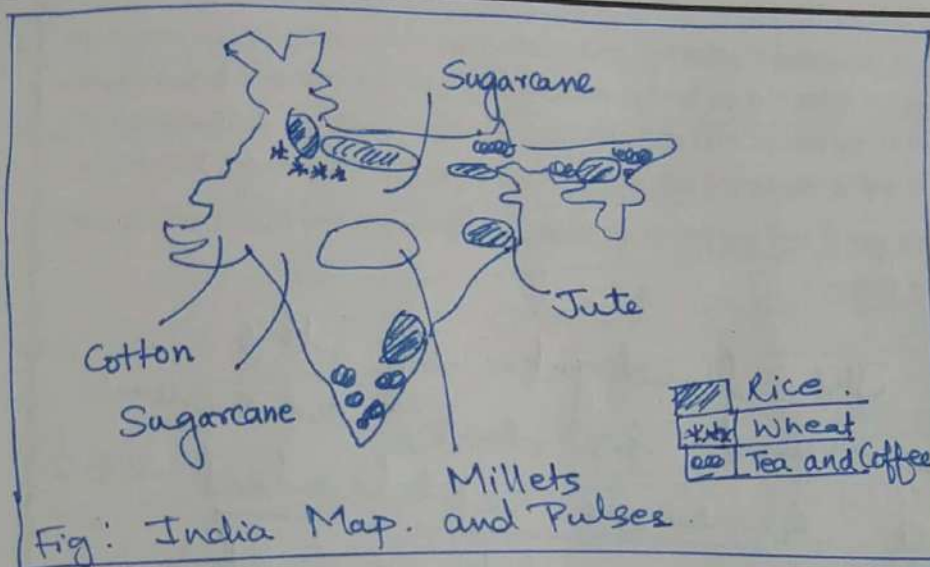 Sugarcane
Jute
Cotton
Sugarcane
Rice.
Wheat
Tea and Coffee
Millets
and Pulses.
Fig: India Map.